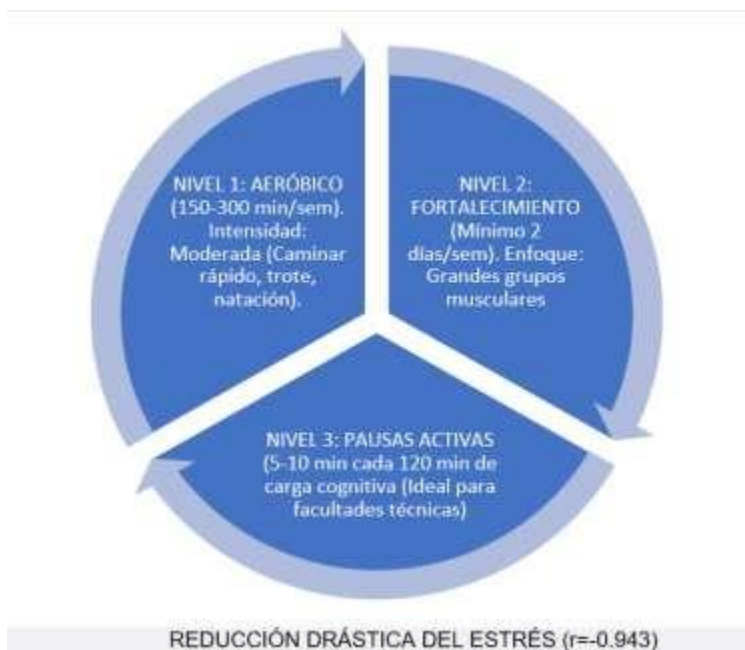 NIVEL 1: AERÓBICO
(150-300 min/sem).
Intensidad:
Moderada (Caminar
rápido, trote,
natación).
NIVEL 2:
FORTALECIMIENTO
(Mínimo 2
días/sem). Enfoque:
Grandes grupos
musculares
NIVEL 3: PAUSAS ACTIVAS
(5-10 min cada 120 min de
carga cognitiva (Ideal para
facultades técnicas)
REDUCCIÓN DRÁSTICA DEL ESTRÉS (r=-0.943)